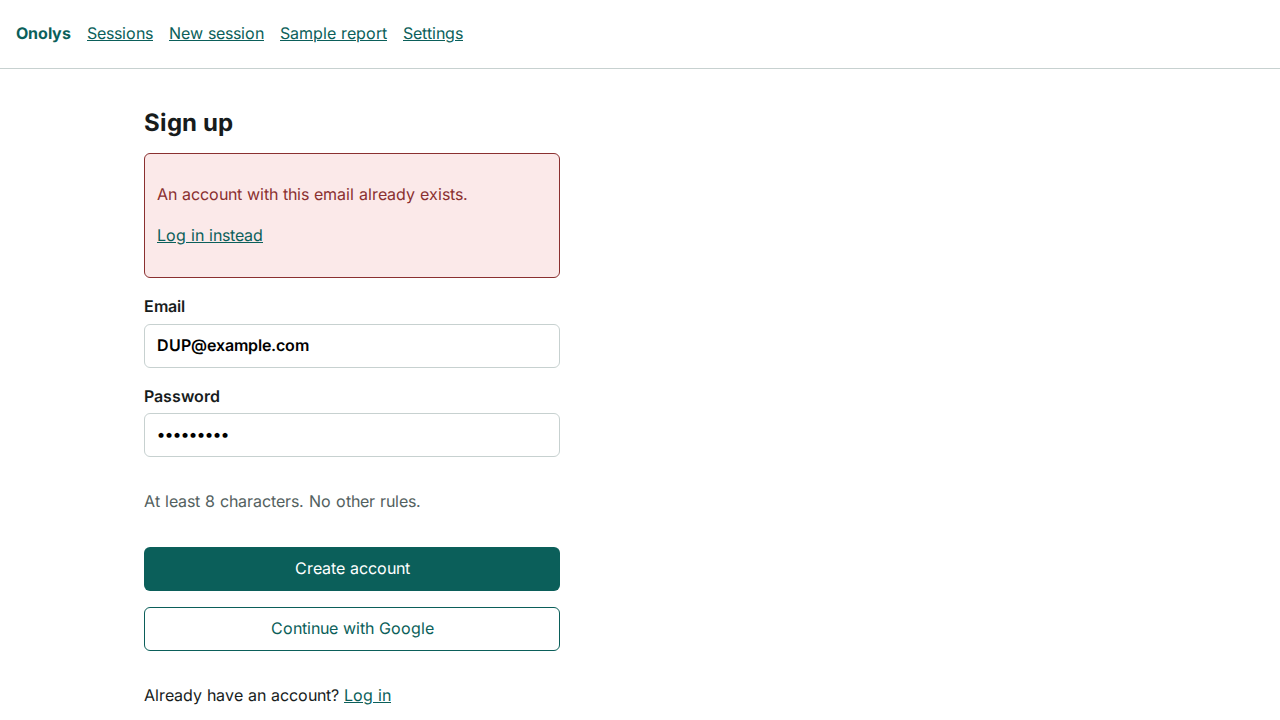 Onolys Sessions New session Sample report Settings
Sign up
An account with this email already exists.
Log in instead
Email
DUP@example.com
Password
•••••••••
At least 8 characters. No other rules.
Create account
Continue with Google
Already have an account? Log in